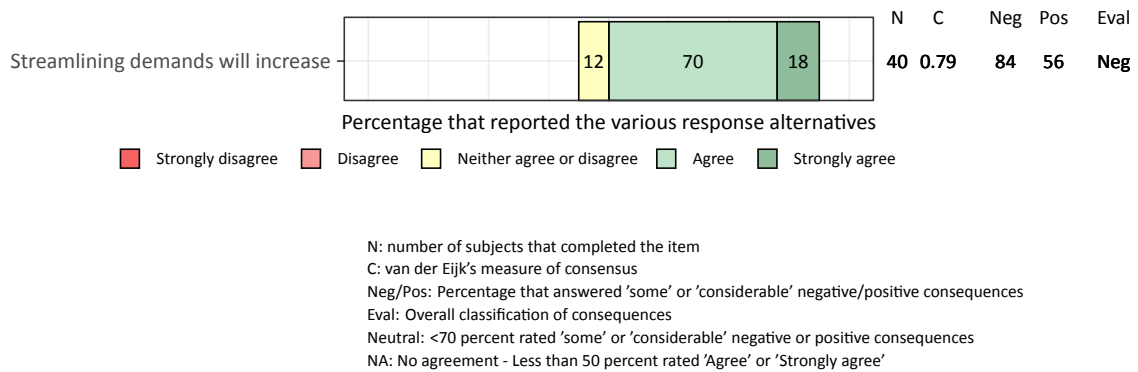 N C Neg Pos Eval
Streamlining demands will increase 12 70 18 40 0.79 84 56 Neg
Percentage that reported the various response alternatives
Strongly disagree Disagree Neither agree or disagree Agree Strongly agree
N: number of subjects that completed the item
C: van der Eijk’s measure of consensus
Neg/Pos: Percentage that answered ’some’ or ’considerable’ negative/positive consequences
Eval: Overall classification of consequences
Neutral: <70 percent rated ’some’ or ’considerable’ negative or positive consequences
NA: No agreement - Less than 50 percent rated ’Agree’ or ’Strongly agree’